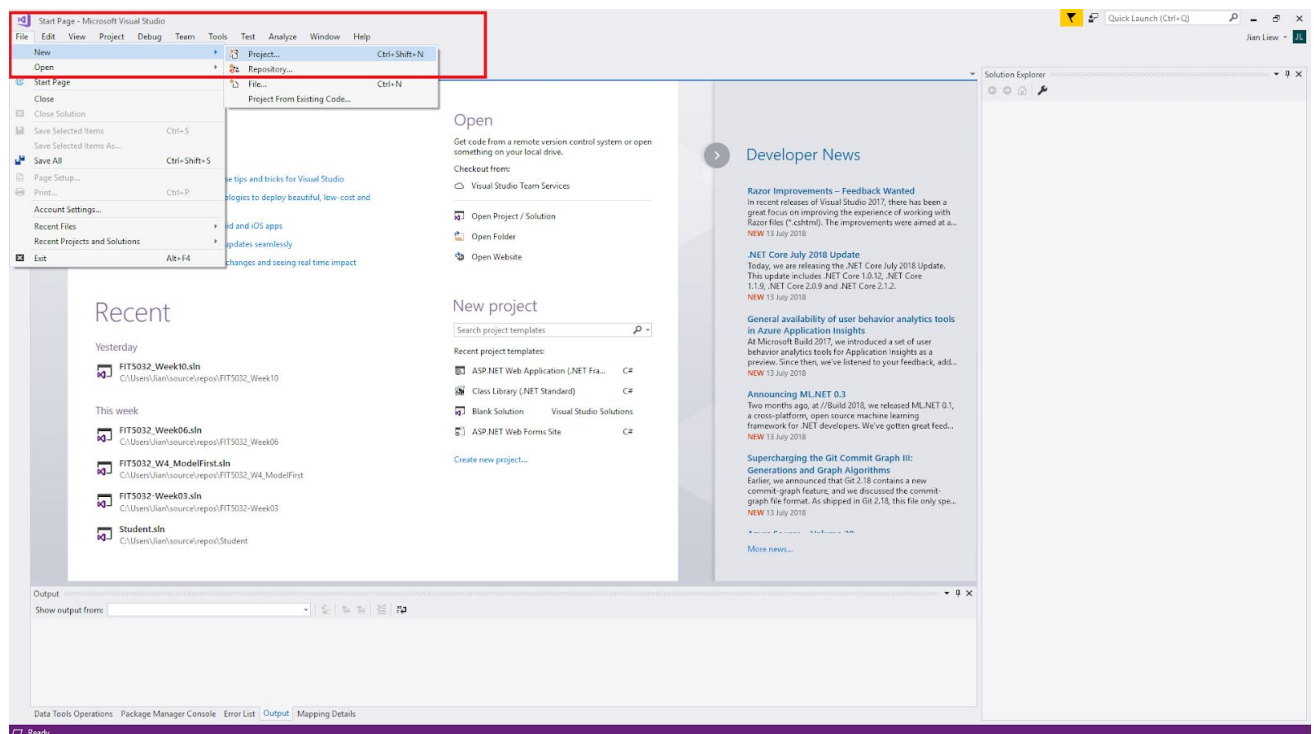 Start Page - Microsoft Visual Studio
Quick Launch (Ctrl+Q)
File Edit View Project Debug Team Tools Test Analyze Window Help
Jian Liew JL
New
Open
Start Page
Close
Close Solution
Save Selected Items Ctrl+S
Save Selected Items As...
Save All Ctrl+Shift+S
Page Setup...
Print... Ctrl+P
Account Settings...
Recent Files
Recent Projects and Solutions
Exit Alt+F4
Project... Ctrl+Shift+N
Repository...
File... Ctrl+N
Project From Existing Code...
tips and tricks for Visual Studio
to deploy beautiful, low-cost and
and iOS apps
updates seamlessly
changes and seeing real time impact
Recent
Yesterday
FIT5032_Week10.sln
C:\Users\Jian\source\repos\FIT5032_Week10
This week
FIT5032_Week06.sln
C:\Users\Jian\source\repos\FIT5032_Week06
FIT5032_W4_ModelFirst.sln
C:\Users\Jian\source\repos\FIT5032_W4_ModelFirst
FIT5032-Week03.sln
C:\Users\Jian\source\repos\FIT5032-Week03
Student.sln
C:\Users\Jian\source\repos\Student
Open
Get code from a remote version control system or open
something on your local drive.
Checkout from:
Visual Studio Team Services
Open Project / Solution
Open Folder
Open Website
New project
Search project templates
Recent project templates:
ASP.NET Web Application (.NET Fra... C#
Class Library (.NET Standard) C#
Blank Solution Visual Studio Solutions
ASP.NET Web Forms Site C#
Create new project...
Developer News
Razor Improvements – Feedback Wanted
In recent releases of Visual Studio 2017, there has been a
great focus on improving the experience of working with
Razor files (*.cshtml). The improvements were aimed at a...
NEW 13 July 2018
.NET Core July 2018 Update
Today, we are releasing the .NET Core July 2018 Update.
This update includes .NET Core 1.0.12, .NET Core
1.1.9, .NET Core 2.0.9 and .NET Core 2.1.2.
NEW 13 July 2018
General availability of user behavior analytics tools
in Azure Application Insights
At Microsoft Build 2017, we introduced a set of user
behavior analytics tools for Application Insights as a
preview. Since then, we've listened to your feedback, add...
NEW 13 July 2018
Announcing ML.NET 0.3
Two months ago, at //Build 2018, we released ML.NET 0.1,
a cross-platform, open source machine learning
framework for .NET developers. We've gotten great feed...
NEW 13 July 2018
Supercharging the Git Commit Graph III:
Generations and Graph Algorithms
Earlier, we announced that Git 2.18 contains a new
commit-graph feature, and we discussed the commit-
graph file format. As shipped in Git 2.18, this file only spe...
NEW 13 July 2018
More news...
Solution Explorer
Output
Show output from:
Data Tools Operations Package Manager Console Error List Output Mapping Details
Ready